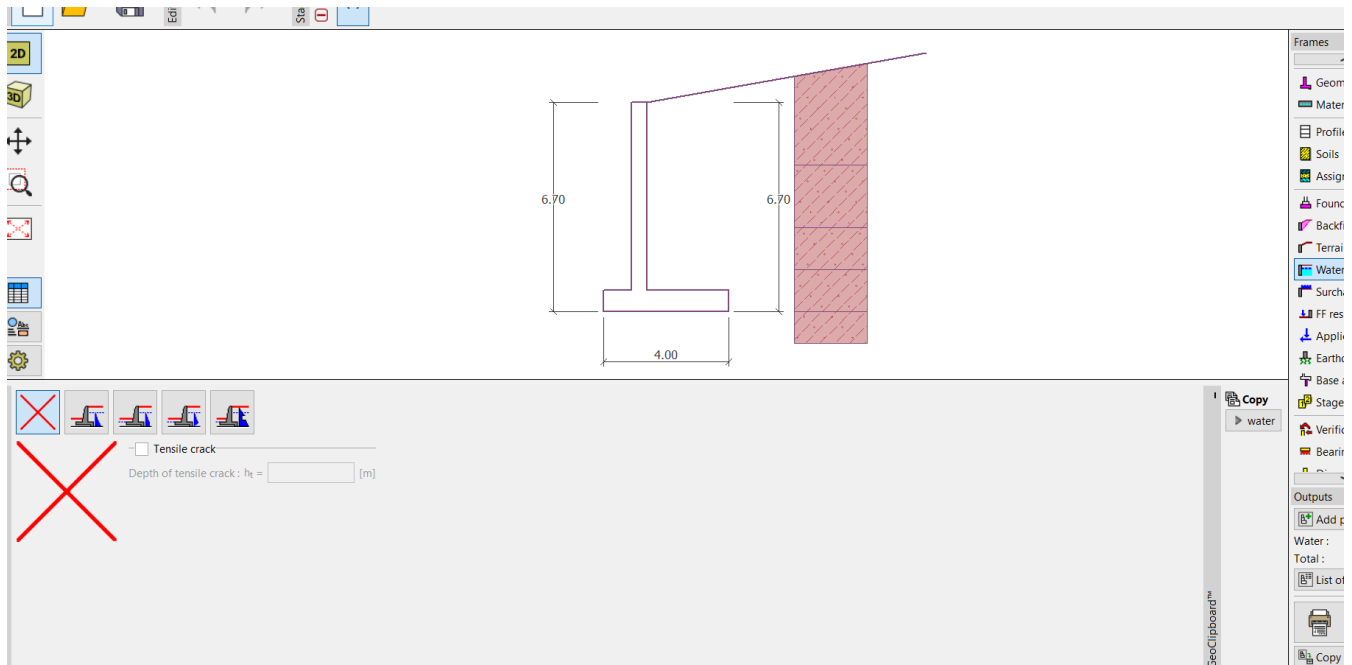 Edi
Sta
2D
3D
6.70
6.70
4.00
Tensile crack
Depth of tensile crack : ht =
[m]
GeoClipboard™
Copy
water
Frames
Geom
Mater
Profile
Soils
Assign
Found
Backfi
Terrai
Water
Surcha
FF res
Applie
Earthq
Base a
Stage
Verific
Bearin
Outputs
Add p
Water :
Total :
List of
Copy